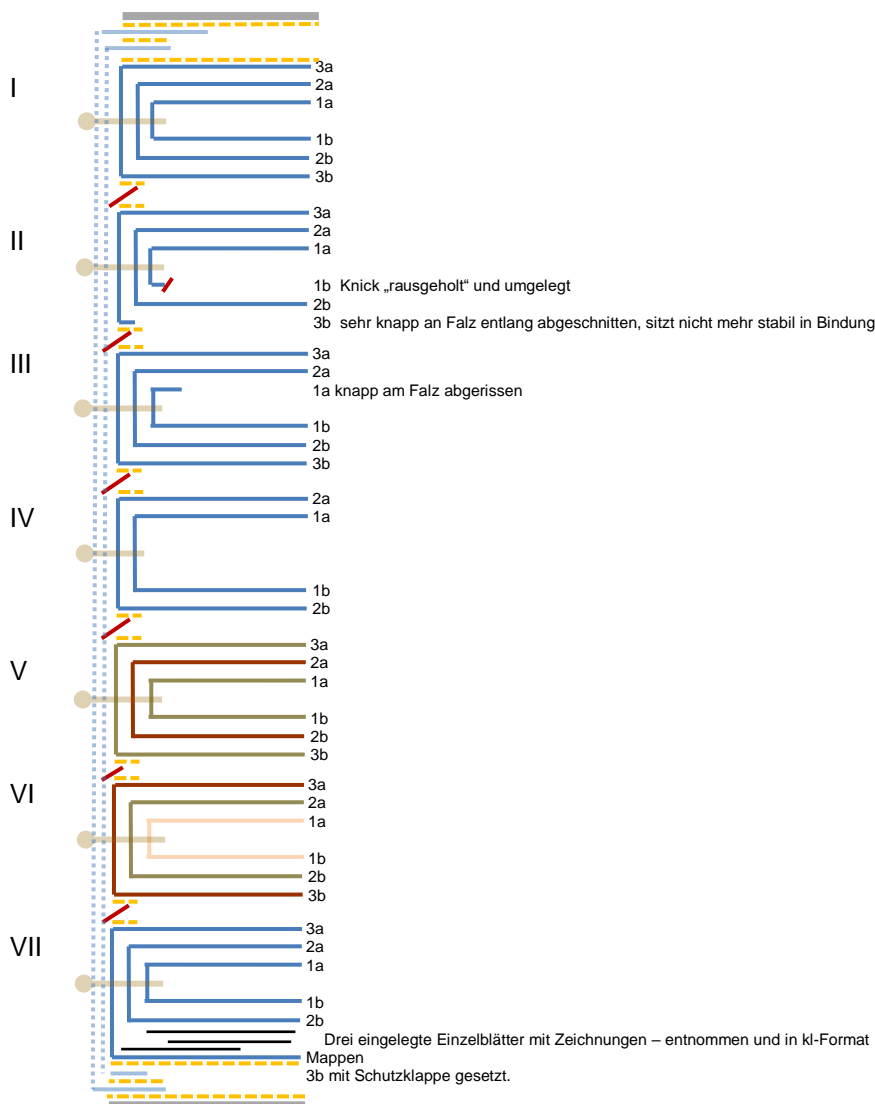 3a
I
2a
1a
1b
2b
3b
3a
2a
II
1a
1b Knick „rausgeholt“ und umgelegt
2b
3b sehr knapp an Falz entlang abgeschnitten, sitzt nicht mehr stabil in Bindung
3a
III
2a
1a knapp am Falz abgerissen
1b
2b
3b
2a
IV
1a
1b
2b
3a
2a
V
1a
1b
2b
3b
3a
VI
2a
1a
1b
2b
3b
3a
2a
VII
1a
1b
2b
Drei eingelegte Einzelblätter mit Zeichnungen – entnommen und in kl-Format
Mappen
3b mit Schutzklappe gesetzt.